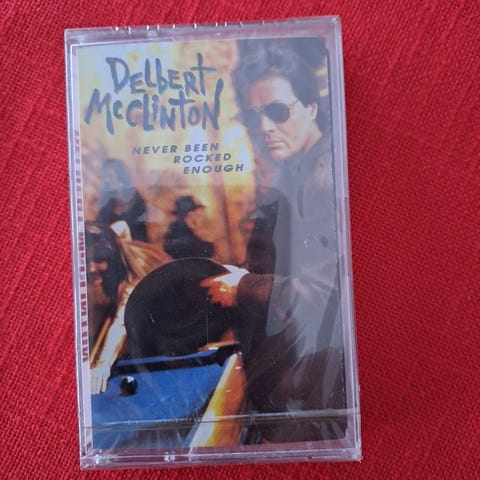 DELBERT
McCLINTON
NEVER BEEN
ROCKED
ENOUGH